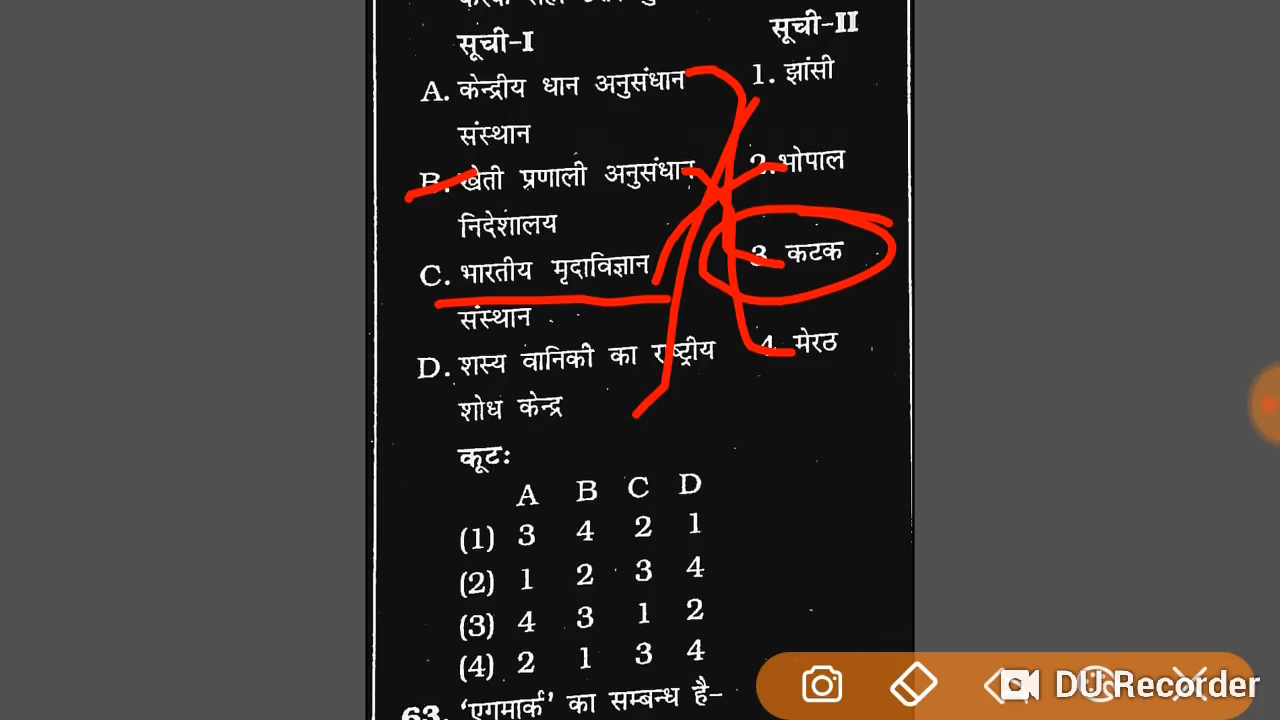 सूची-I सूची-II
A. केन्द्रीय धान अनुसंधान 1. झांसी
संस्थान
B. खेती प्रणाली अनुसंधान 2. भोपाल
निदेशालय
C. भारतीय मृदाविज्ञान 3. कटक
संस्थान
D. शस्य वानिकी का राष्ट्रीय 4. मेरठ
शोध केन्द्र
कूट:
A B C D
(1) 3 4 2 1
(2) 1 2 3 4
(3) 4 3 1 2
(4) 2 1 3 4
63. 'एगमार्क' का सम्बन्ध है–
DU Recorder